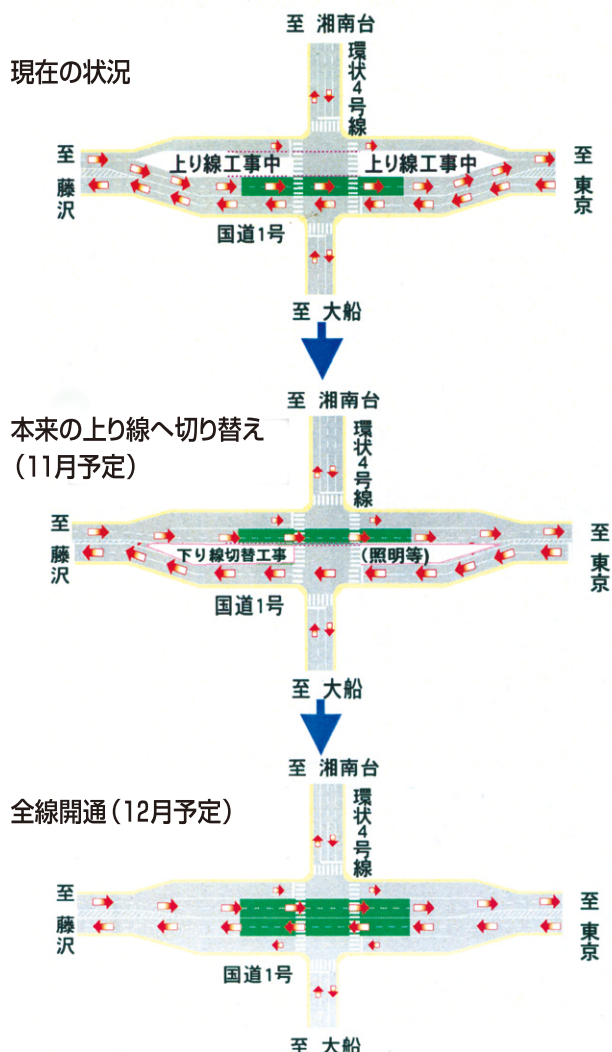 至 湘南台
現在の状況
環状4号線
至 藤沢
上り線工事中
上り線工事中
至 東京
国道1号
至 大船
至 湘南台
本来の上り線へ切り替え
(11月予定)
環状4号線
至 藤沢
下り線切替工事
(照明等)
至 東京
国道1号
至 大船
至 湘南台
全線開通(12月予定)
環状4号線
至 藤沢
至 東京
国道1号
至 大船